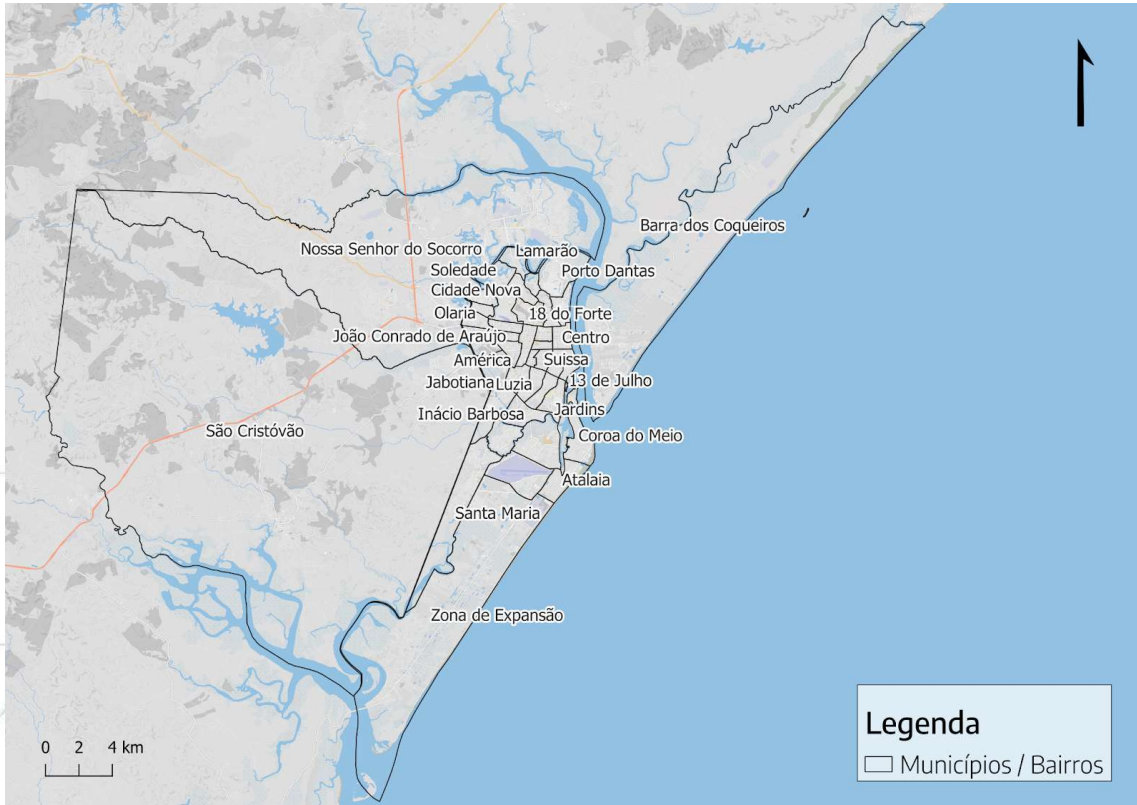 Barra dos Coqueiros
Nossa Senhor do Socorro
Lamarão
Soledade
Porto Dantas
Cidade Nova
Olaria
18 do Forte
João Conrado de Araújo
Centro
América
Suissa
Jabotiana
Luzia
13 de Julho
Inácio Barbosa
Jardins
São Cristóvão
Coroa do Meio
Atalaia
Santa Maria
Zona de Expansão
Legenda
Municípios / Bairros
0 2 4 km